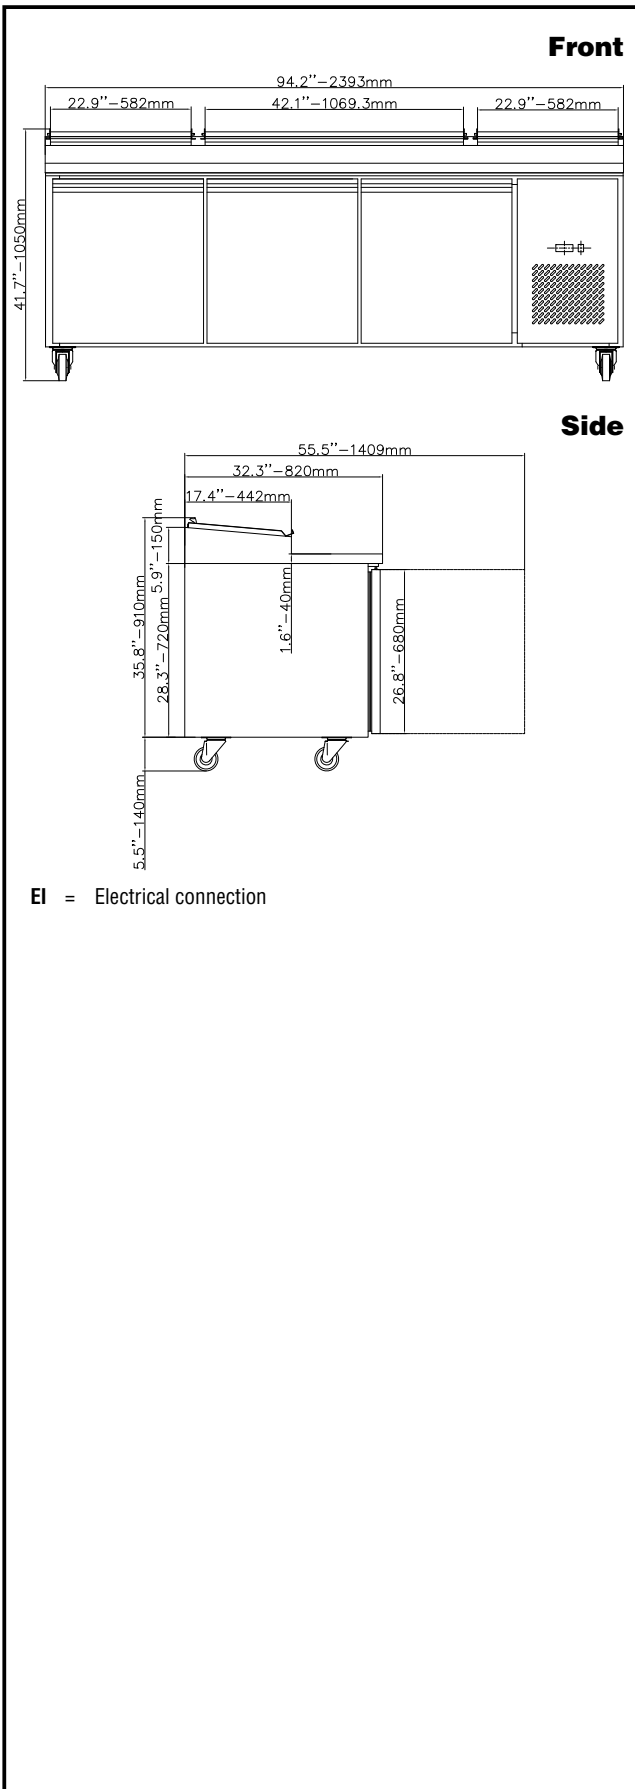 Front
94.2’’–2393mm
22.9’’–582mm
42.1’’–1069.3mm
22.9’’–582mm
41.7’’–1050mm
Side
55.5’’–1409mm
32.3’’–820mm
17.4’’–442mm
5.9’’–150mm
35.8’’–910mm
28.3’’–720mm
1.6’’–40mm
26.8’’–680mm
5.5’’–140mm
EI = Electrical connection